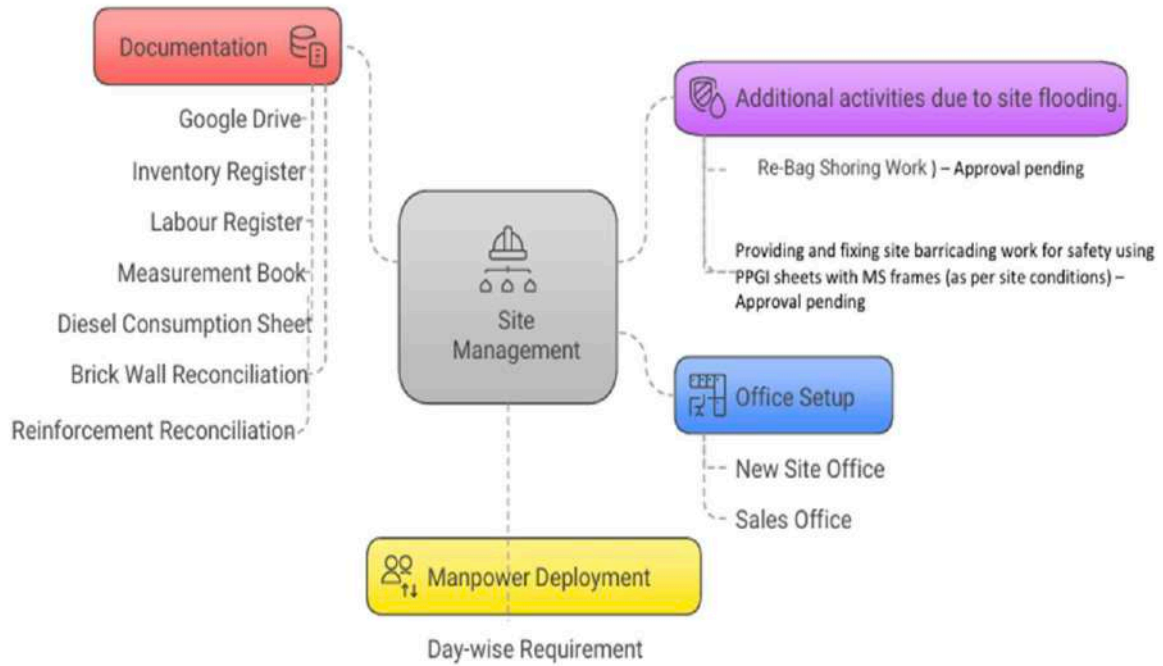 Documentation
Google Drive
Inventory Register
Labour Register
Measurement Book
Diesel Consumption Sheet
Brick Wall Reconciliation
Reinforcement Reconciliation
Site
Management
Additional activities due to site flooding.
Re-Bag Shoring Work ) – Approval pending
Providing and fixing site barricading work for safety using
PPGI sheets with MS frames (as per site conditions) –
Approval pending
Office Setup
New Site Office
Sales Office
Manpower Deployment
Day-wise Requirement